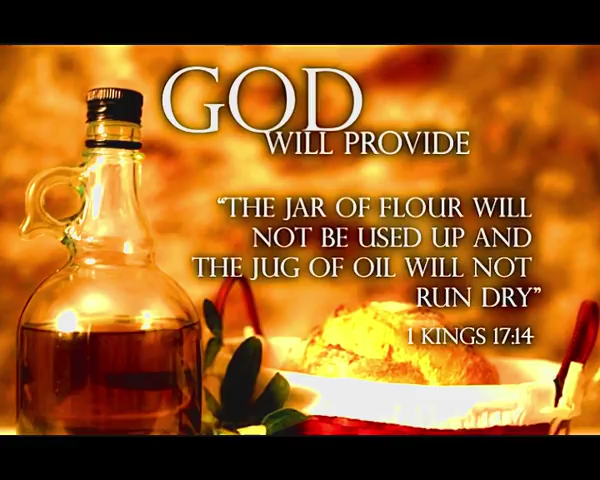 GOD
WILL PROVIDE
"THE JAR OF FLOUR WILL
NOT BE USED UP AND
THE JUG OF OIL WILL NOT
RUN DRY"
1 KINGS 17:14